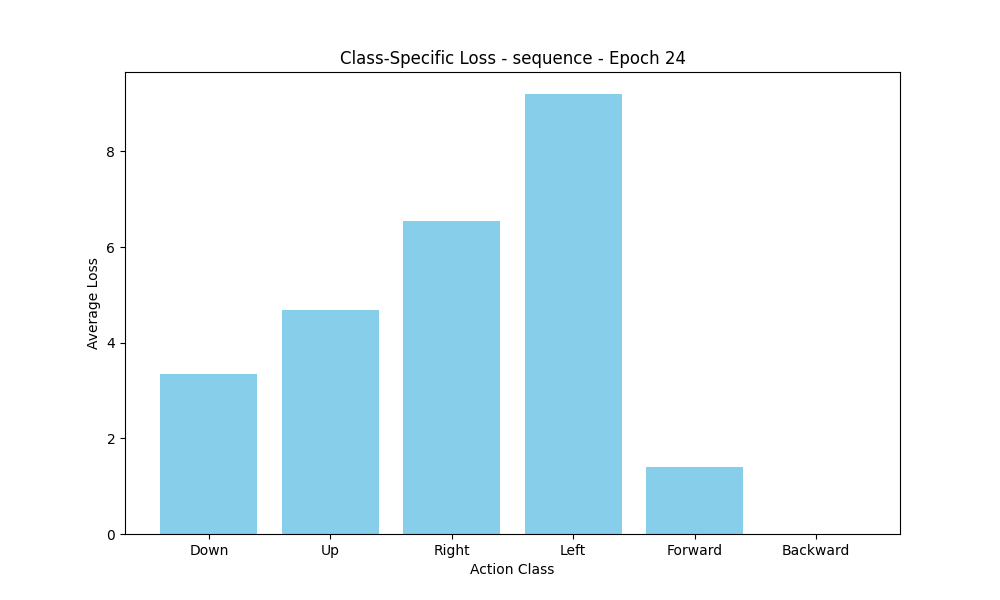 Class-Specific Loss - sequence - Epoch 24
Average Loss
8
6
4
2
0
Down Up Right Left Forward Backward
Action Class